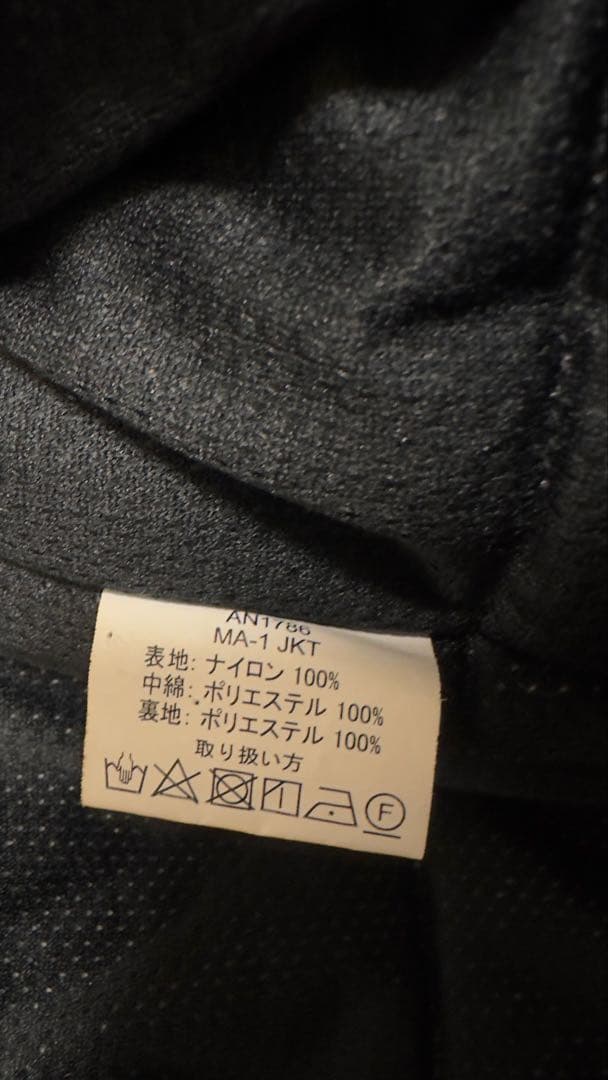 AN1786
MA-1 JKT
表地: ナイロン 100%
中綿: ポリエステル 100%
裏地: ポリエステル 100%
取り扱い方
F